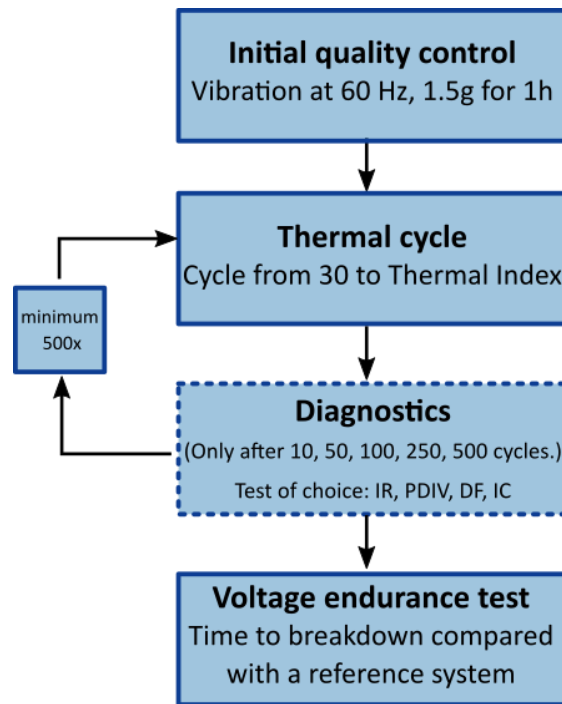 Initial quality control
Vibration at 60 Hz, 1.5g for 1h
Thermal cycle
Cycle from 30 to Thermal Index
minimum
500x
Diagnostics
(Only after 10, 50, 100, 250, 500 cycles.)
Test of choice: IR, PDIV, DF, IC
Voltage endurance test
Time to breakdown compared
with a reference system